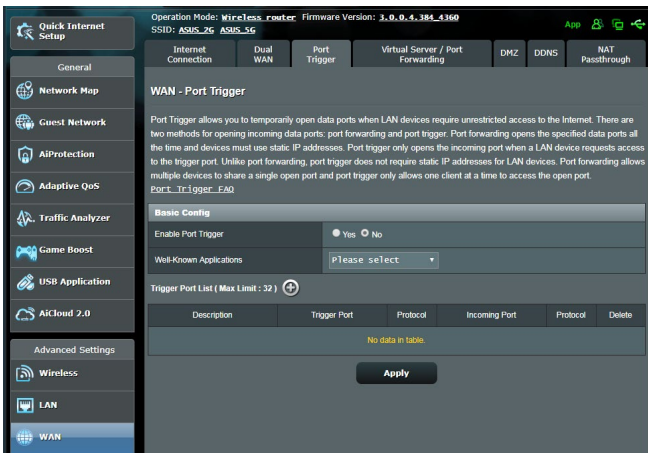 Quick Internet
Setup
Operation Mode: Wireless router Firmware Version: 3.0.0.4.384_4360
SSID: ASUS_2G ASUS_5G
App
Internet
Connection
Dual
WAN
Port
Trigger
Virtual Server / Port
Forwarding
DMZ
DDNS
NAT
Passthrough
General
Network Map
Guest Network
AiProtection
Adaptive QoS
Traffic Analyzer
Game Boost
USB Application
AiCloud 2.0
Advanced Settings
Wireless
LAN
WAN
WAN - Port Trigger
Port Trigger allows you to temporarily open data ports when LAN devices require unrestricted access to the Internet. There are
two methods for opening incoming data ports: port forwarding and port trigger. Port forwarding opens the specified data ports all
the time and devices must use static IP addresses. Port trigger only opens the incoming port when a LAN device requests access
to the trigger port. Unlike port forwarding, port trigger does not require static IP addresses for LAN devices. Port forwarding allows
multiple devices to share a single open port and port trigger only allows one client at a time to access the open port.
Port Trigger FAQ
Basic Config
Enable Port Trigger Yes No
Well-Known Applications Please select
Trigger Port List ( Max Limit : 32 )
Description Trigger Port Protocol Incoming Port Protocol Delete
No data in table.
Apply